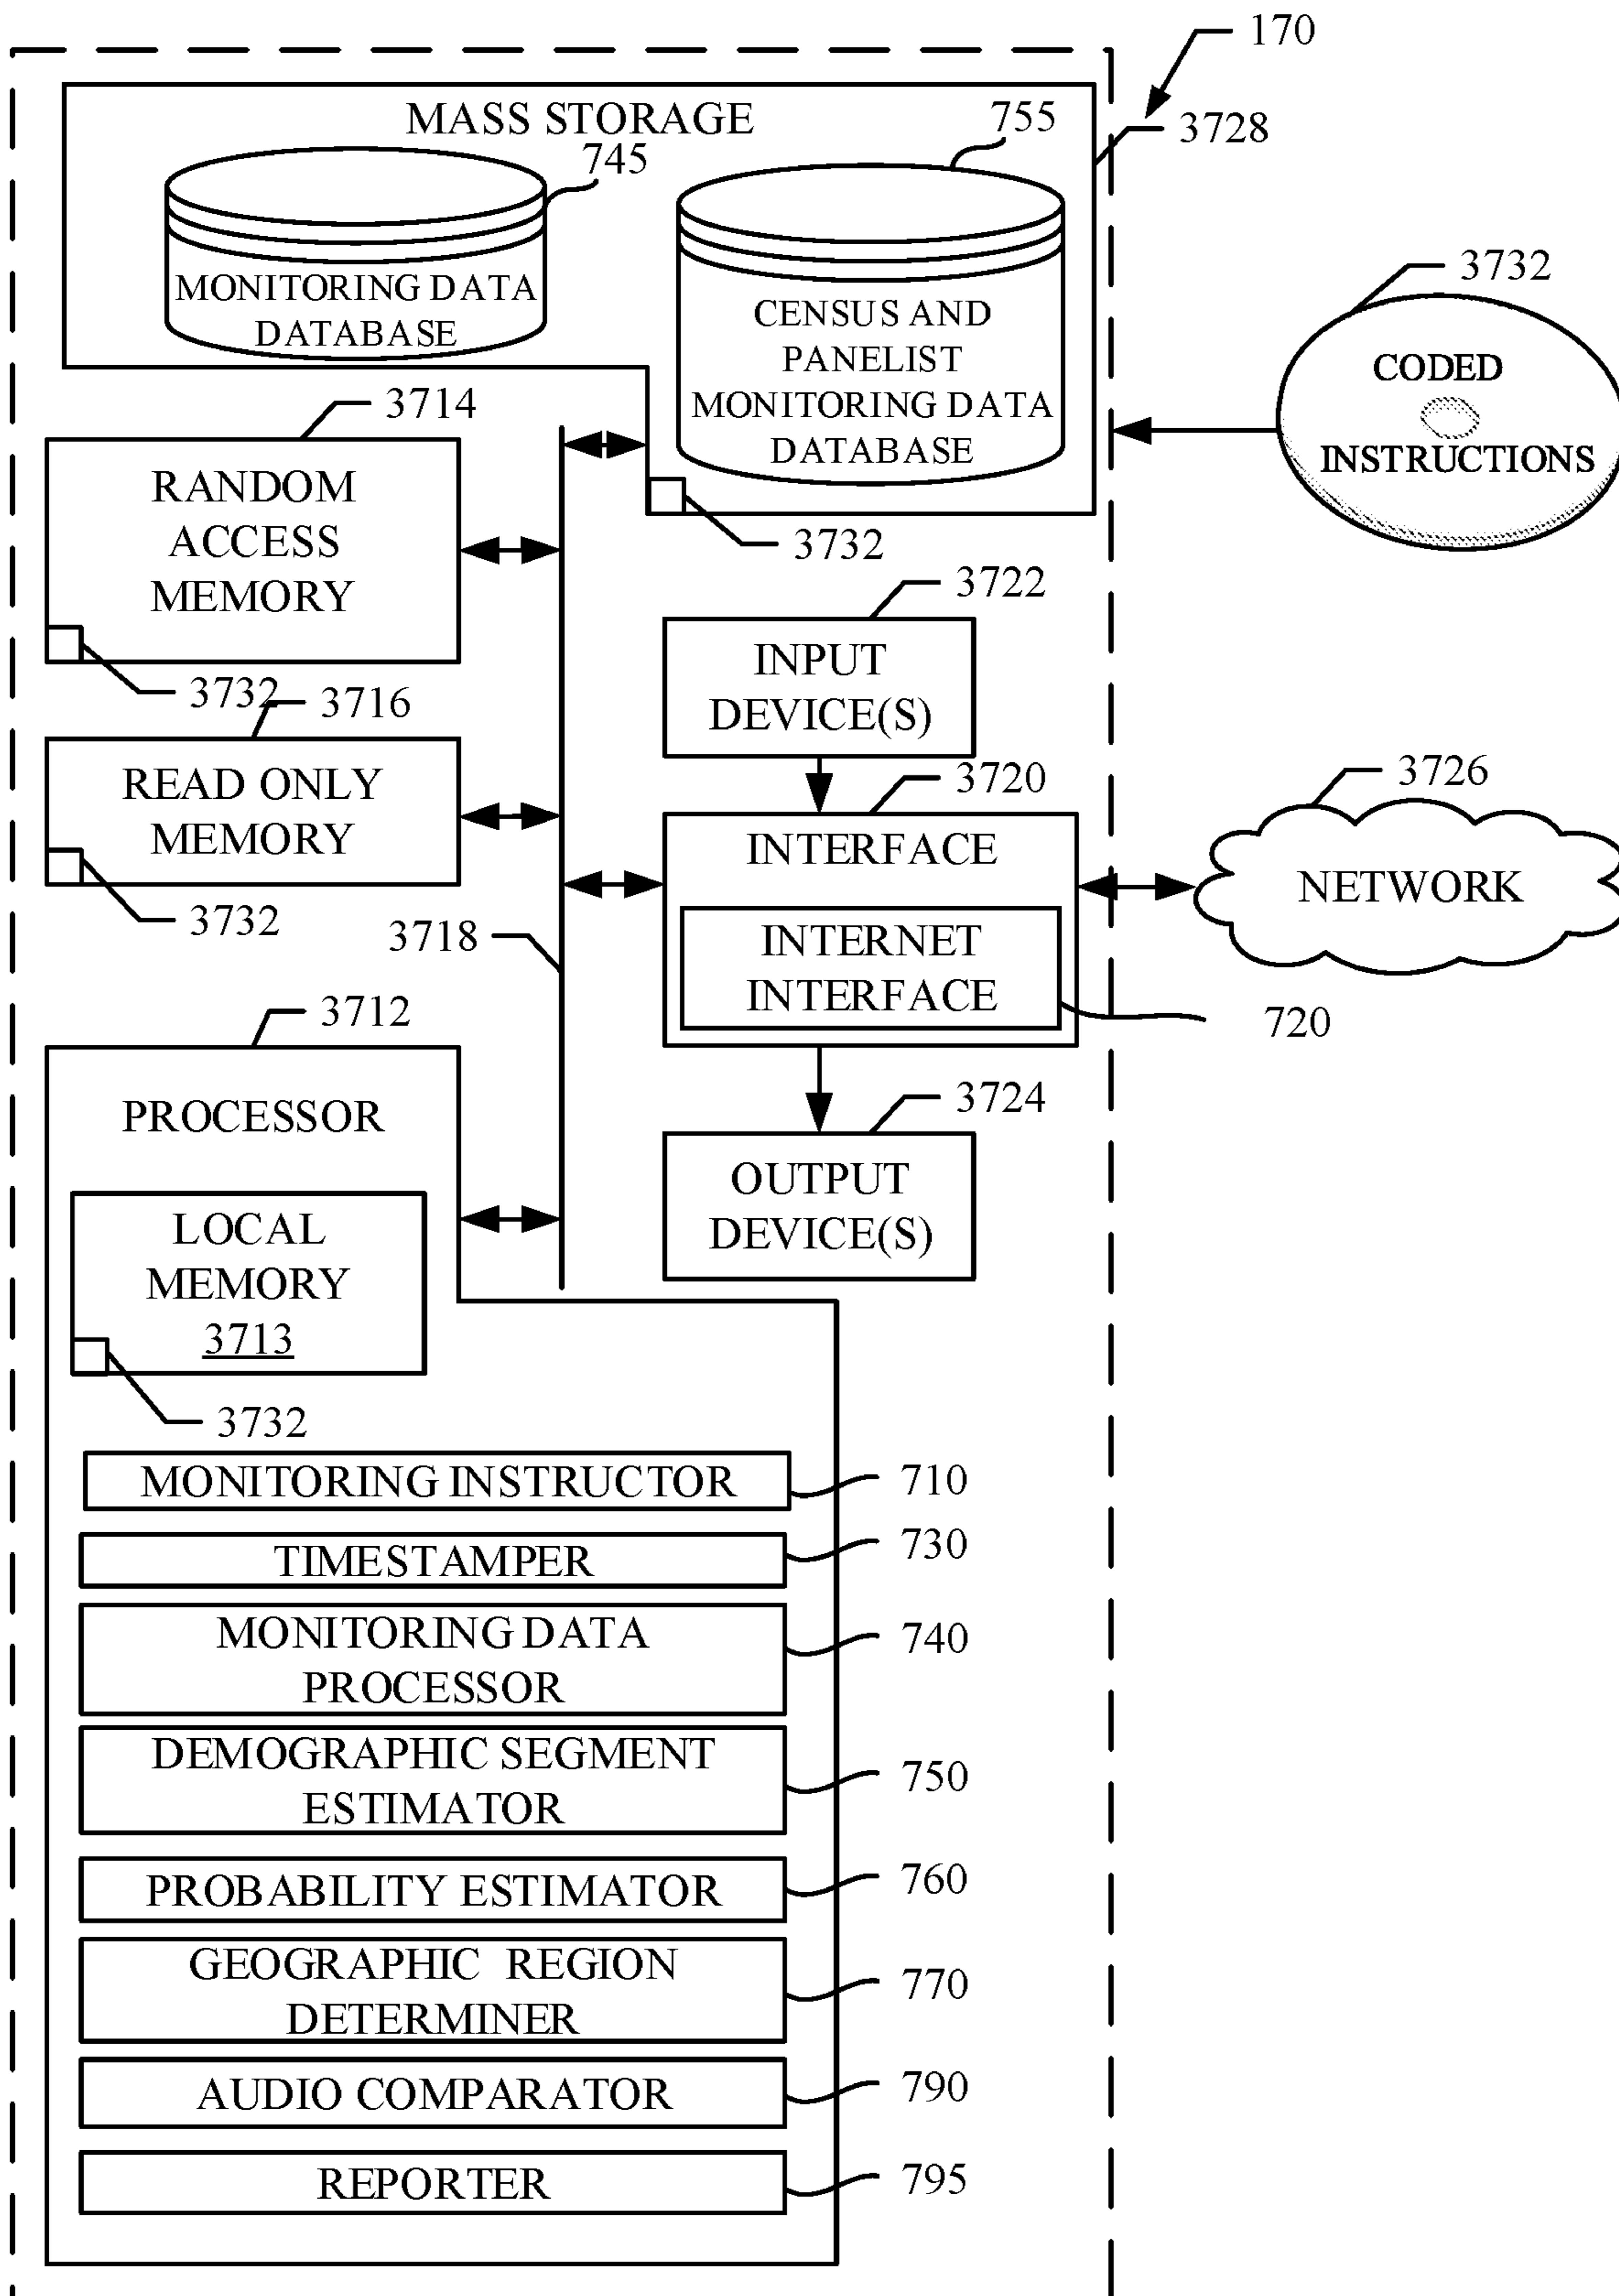 170
MASS STORAGE
755
3728
745
MONITORING DATA
DATABASE
CENSUS AND
PANELIST
MONITORING DATA
DATABASE
3732
CODED
INSTRUCTIONS
3714
RANDOM
ACCESS
MEMORY
3732
3732
3722
INPUT
DEVICE(S)
3716
READ ONLY
MEMORY
3732
3720
INTERFACE
INTERNET
INTERFACE
720
3726
NETWORK
3718
3712
PROCESSOR
3724
OUTPUT
DEVICE(S)
LOCAL
MEMORY
3713
3732
MONITORING INSTRUCTOR
710
TIMESTAMPER
730
MONITORING DATA
PROCESSOR
740
DEMOGRAPHIC SEGMENT
ESTIMATOR
750
PROBABILITY ESTIMATOR
760
GEOGRAPHIC REGION
DETERMINER
770
AUDIO COMPARATOR
790
REPORTER
795